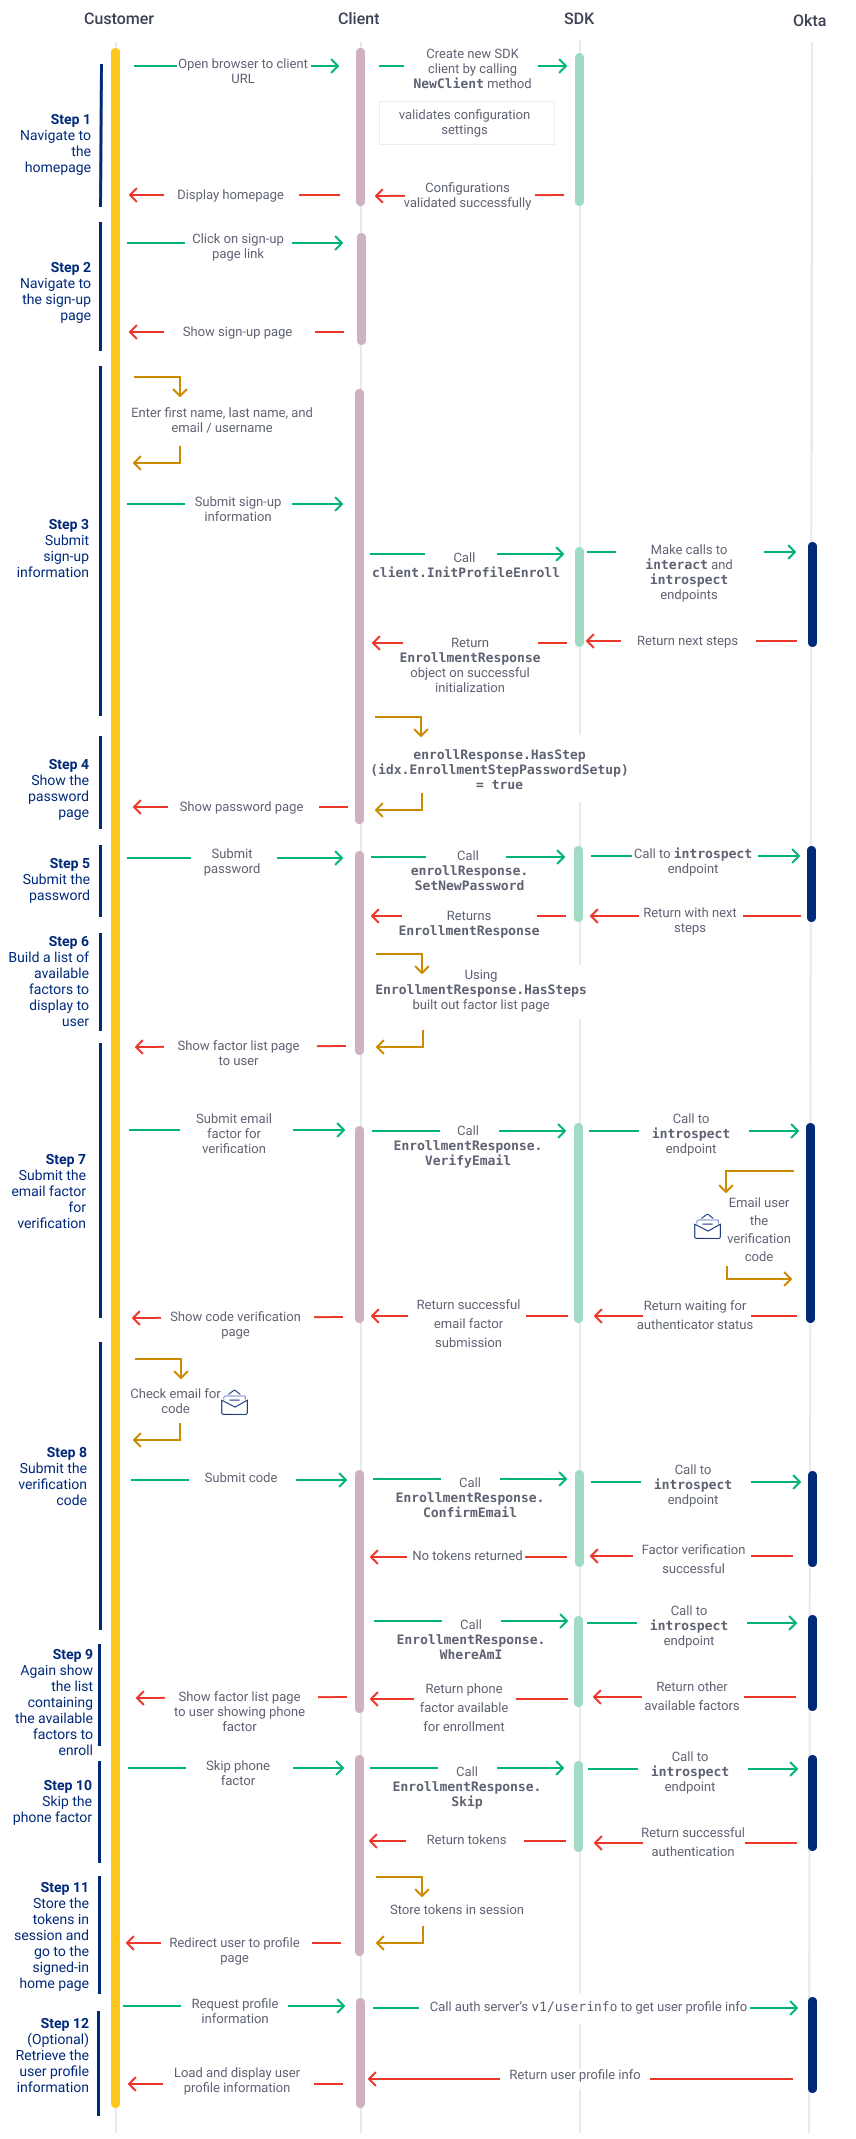 Customer
Client
SDK
Okta
Step 1
Navigate to
the
homepage
Open browser to client
URL
Create new SDK
client by calling
NewClient method
validates configuration
settings
Configurations
validated successfully
Display homepage
Step 2
Navigate to
the sign-up
page
Click on sign-up
page link
Show sign-up page
Step 3
Submit
sign-up
information
Enter first name, last name, and
email / username
Submit sign-up
information
Call
client.InitProfileEnroll
Make calls to
interact and
introspect
endpoints
Return next steps
Return
EnrollmentResponse
object on successful
initialization
Step 4
Show the
password
page
enrollResponse.HasStep
(idx.EnrollmentStepPasswordSetup)
= true
Show password page
Step 5
Submit the
password
Submit
password
Call
enrollResponse.
SetNewPassword
Call to introspect
endpoint
Return with next
steps
Returns
EnrollmentResponse
Step 6
Build a list of
available
factors to
display to
user
Using
EnrollmentResponse.HasSteps
built out factor list page
Show factor list page
to user
Step 7
Submit the
email factor
for
verification
Submit email
factor for
verification
Call
EnrollmentResponse.
VerifyEmail
Call to
introspect
endpoint
Email user
the
verification
code
Return waiting for
authenticator status
Return successful
email factor
submission
Show code verification
page
Step 8
Submit the
verification
code
Check email for
code
Submit code
Call
EnrollmentResponse.
ConfirmEmail
Call to
introspect
endpoint
Factor verification
successful
No tokens returned
Call
EnrollmentResponse.
WhereAmI
Call to
introspect
endpoint
Step 9
Again show
the list
containing
the available
factors to
enroll
Return other
available factors
Return phone
factor available
for enrollment
Show factor list page
to user showing phone
factor
Step 10
Skip the
phone factor
Skip phone
factor
Call
EnrollmentResponse.
Skip
Call to
introspect
endpoint
Return successful
authentication
Return tokens
Step 11
Store the
tokens in
session and
go to the
signed-in
home page
Store tokens in session
Redirect user to profile
page
Step 12
(Optional)
Retrieve the
user profile
information
Request profile
information
Call auth server's v1/userinfo to get user profile info
Return user profile info
Load and display user
profile information